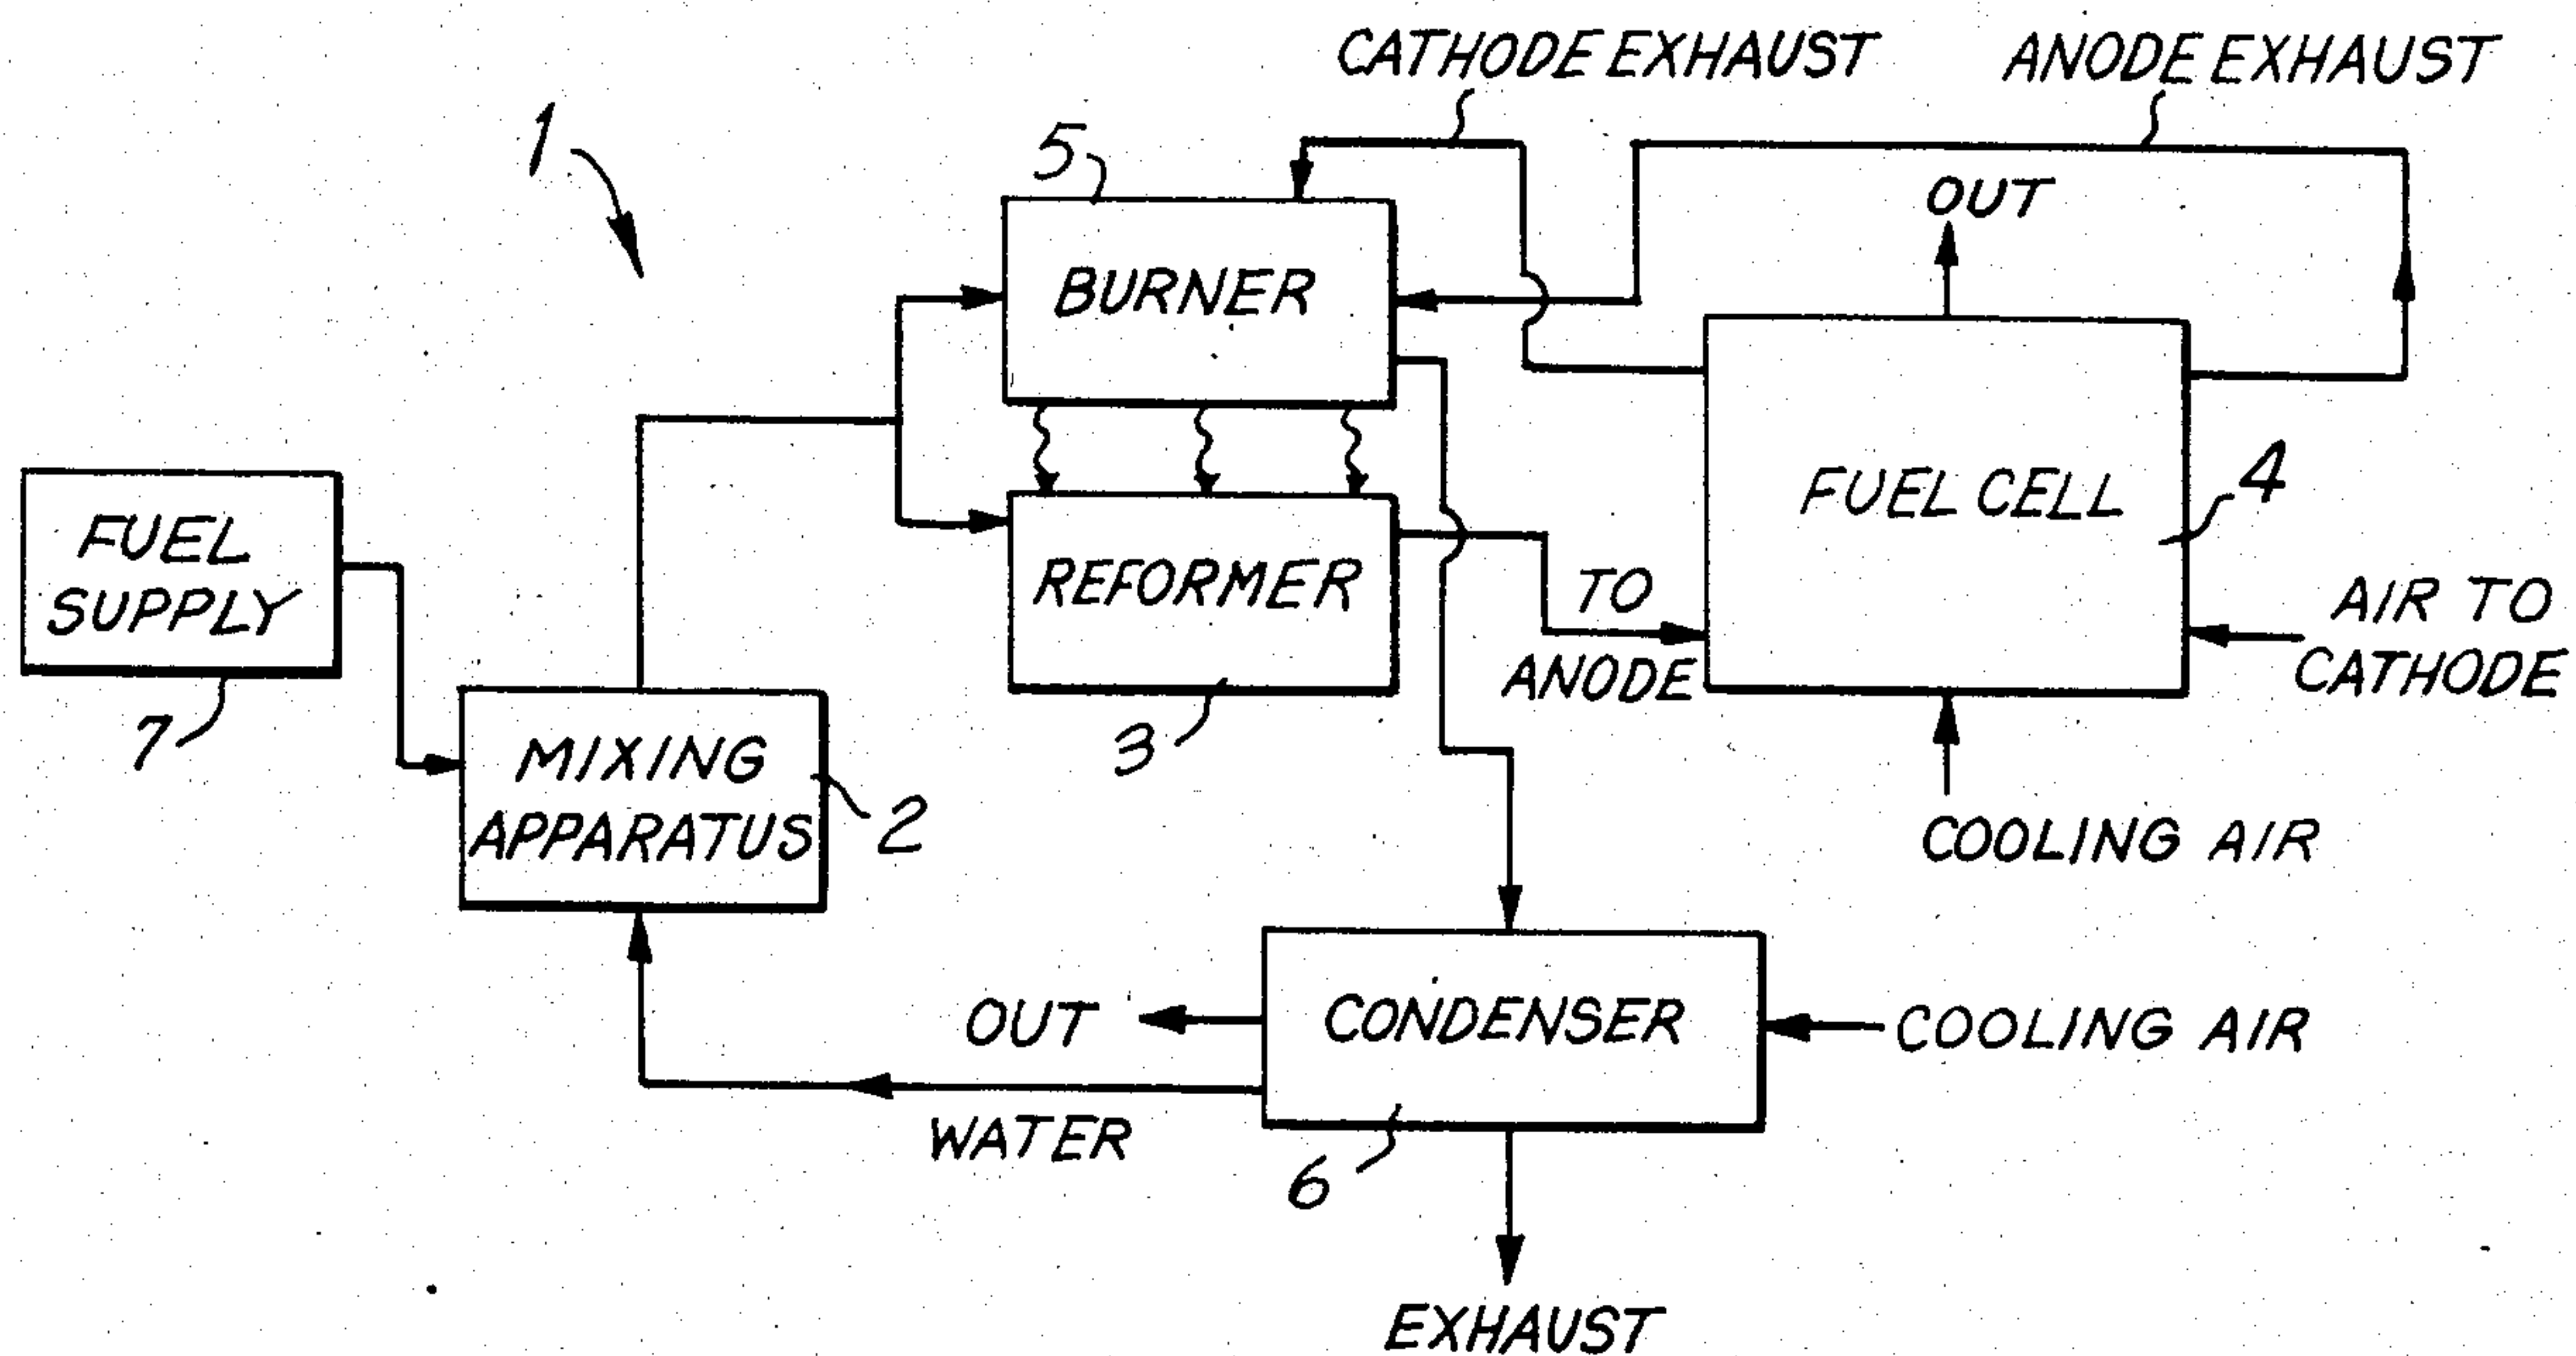 CATHODE EXHAUST
ANODE EXHAUST
1
5
OUT
BURNER
FUEL CELL
4
FUEL
SUPPLY
7
REFORMER
3
TO
ANODE
AIR TO
CATHODE
MIXING
APPARATUS
2
COOLING AIR
OUT
CONDENSER
COOLING AIR
WATER
6
EXHAUST